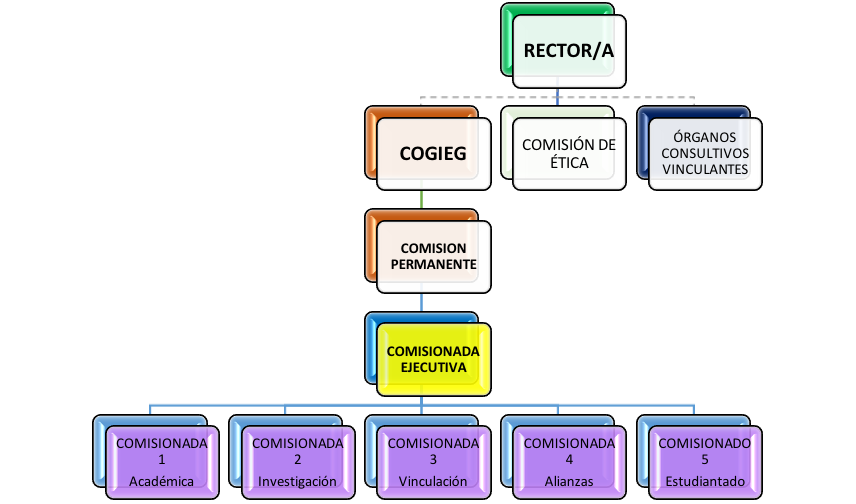 RECTOR/A
COGIEG
COMISIÓN DE
ÉTICA
ÓRGANOS
CONSULTIVOS
VINCULANTES
COMISION
PERMANENTE
COMISIONADA
EJECUTIVA
COMISIONADA
1
Académica
COMISIONADA
2
Investigación
COMISIONADA
3
Vinculación
COMISIONADA
4
Alianzas
COMISIONADO
5
Estudiantado